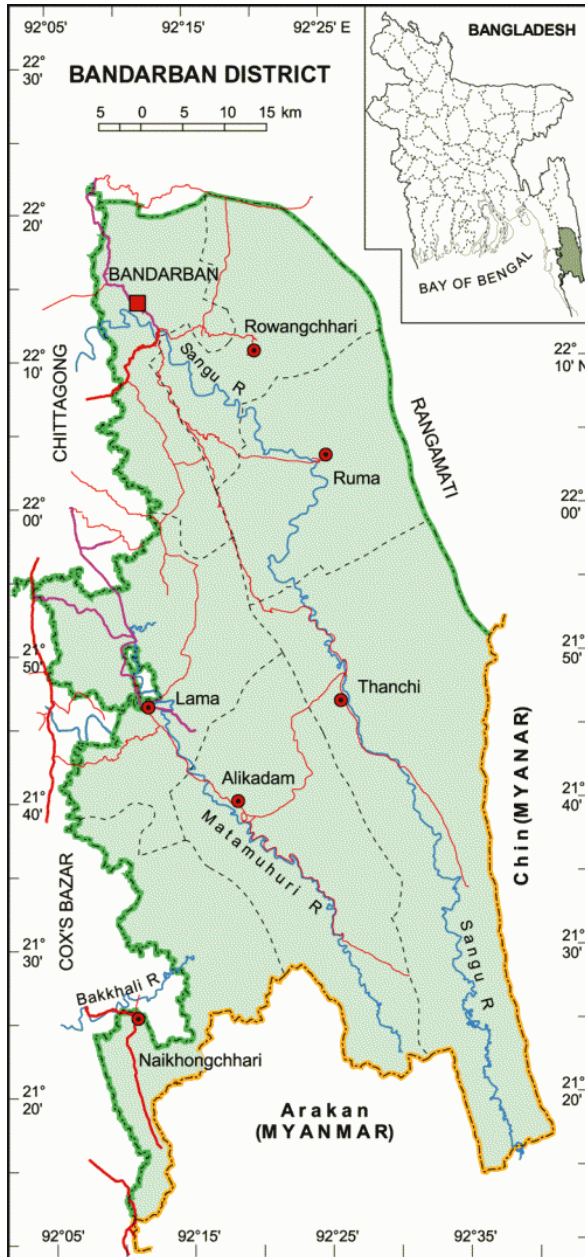 92°05'
92°15'
92°25' E
BANGLADESH
22°
30'
BANDARBAN DISTRICT
5 0 5 10 15 km
22°
20'
BANDARBAN
BAY OF BENGAL
Rowangchhari
22°
10'
22°
10' N
Sangu R
CHITTAGONG
RANGAMATI
Ruma
22°
00'
22°
00'
21°
50'
21°
50'
Lama
Thanchi
Alikadam
21°
40'
21°
40'
Matamuhuri R
Chin (MYANAR)
COX'S BAZAR
Sangu R
21°
30'
21°
30'
Bakkhali R
Naikhongchhari
21°
20'
21°
20'
Arakan
(MYANMAR)
92°05'
92°15'
92°25'
92°35'